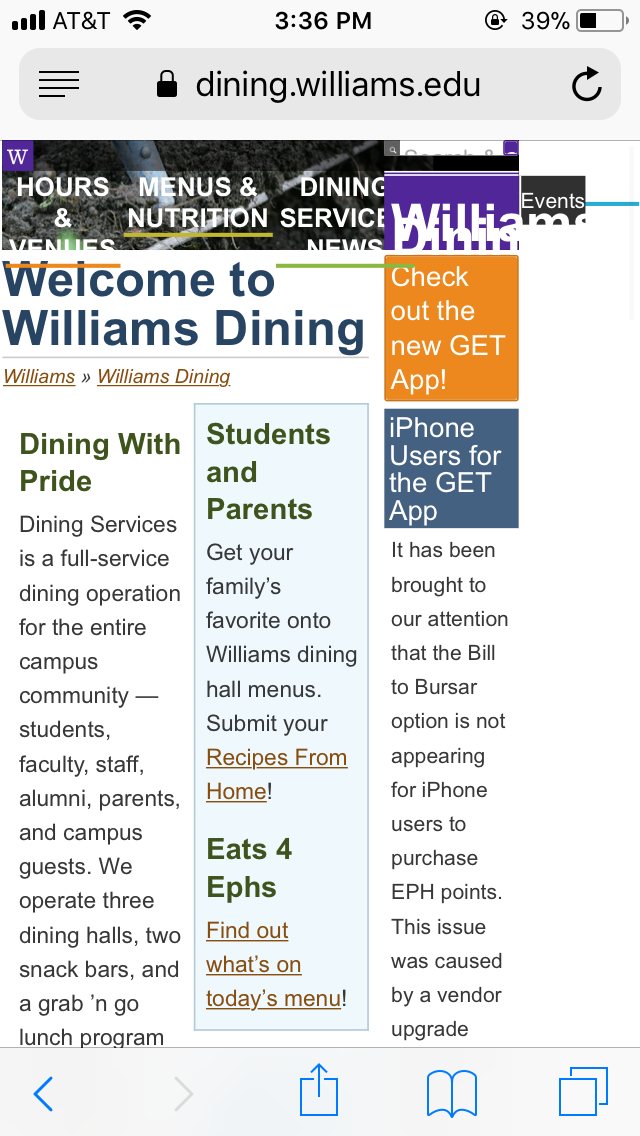 AT&T
3:36 PM
39%
dining.williams.edu
W
HOURS
&
VENUES
MENUS &
NUTRITION
DINING
SERVICE
NEWS
Williams
Dinin
Events
Welcome to
Williams Dining
Williams » Williams Dining
Dining With
Pride
Dining Services
is a full-service
dining operation
for the entire
campus
community —
students,
faculty, staff,
alumni, parents,
and campus
guests. We
operate three
dining halls, two
snack bars, and
a grab ’n go
lunch program
Students
and
Parents
Get your
family’s
favorite onto
Williams dining
hall menus.
Submit your
Recipes From
Home!
Eats 4
Ephs
Find out
what’s on
today’s menu!
Check
out the
new GET
App!
iPhone
Users for
the GET
App
It has been
brought to
our attention
that the Bill
to Bursar
option is not
appearing
for iPhone
users to
purchase
EPH points.
This issue
was caused
by a vendor
upgrade